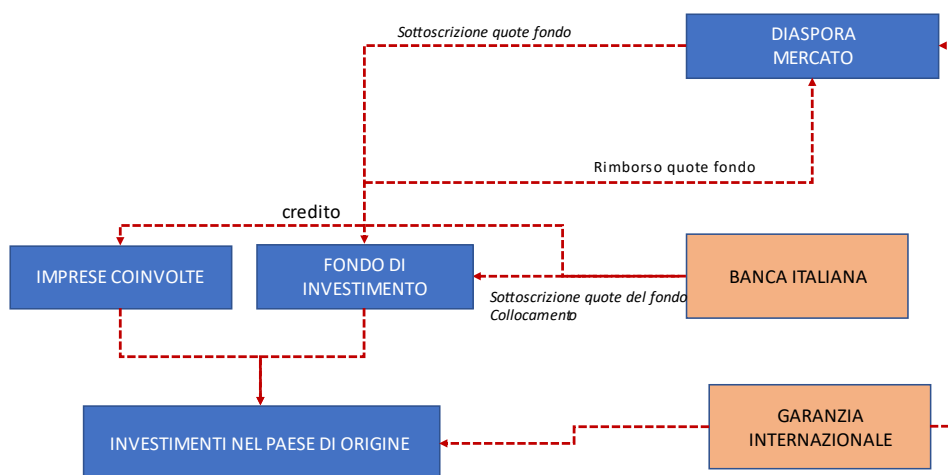 Sottoscrizione quote fondo
DIASPORA
MERCATO
Rimborso quote fondo
credito
IMPRESE COINVOLTE
FONDO DI
INVESTIMENTO
BANCA ITALIANA
Sottoscrizione quote del fondo
Collocamento
GARANZIA
INTERNAZIONALE
INVESTIMENTI NEL PAESE DI ORIGINE